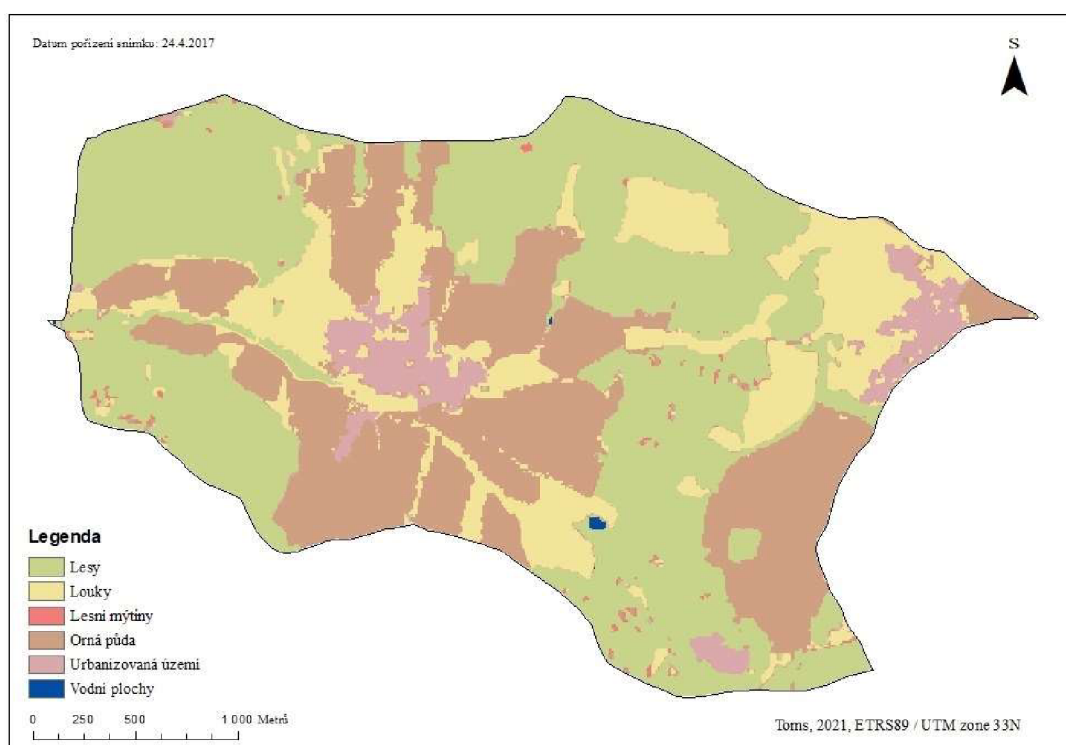 Datum pořízení snímku: 24.4.2017
S
Legenda
Lesy
Louky
Lesní mýtiny
Orná půda
Urbanizovaná území
Vodní plochy
0 250 500 1 000 Metrů
Toms, 2021, ETRS89 / UTM zone 33N